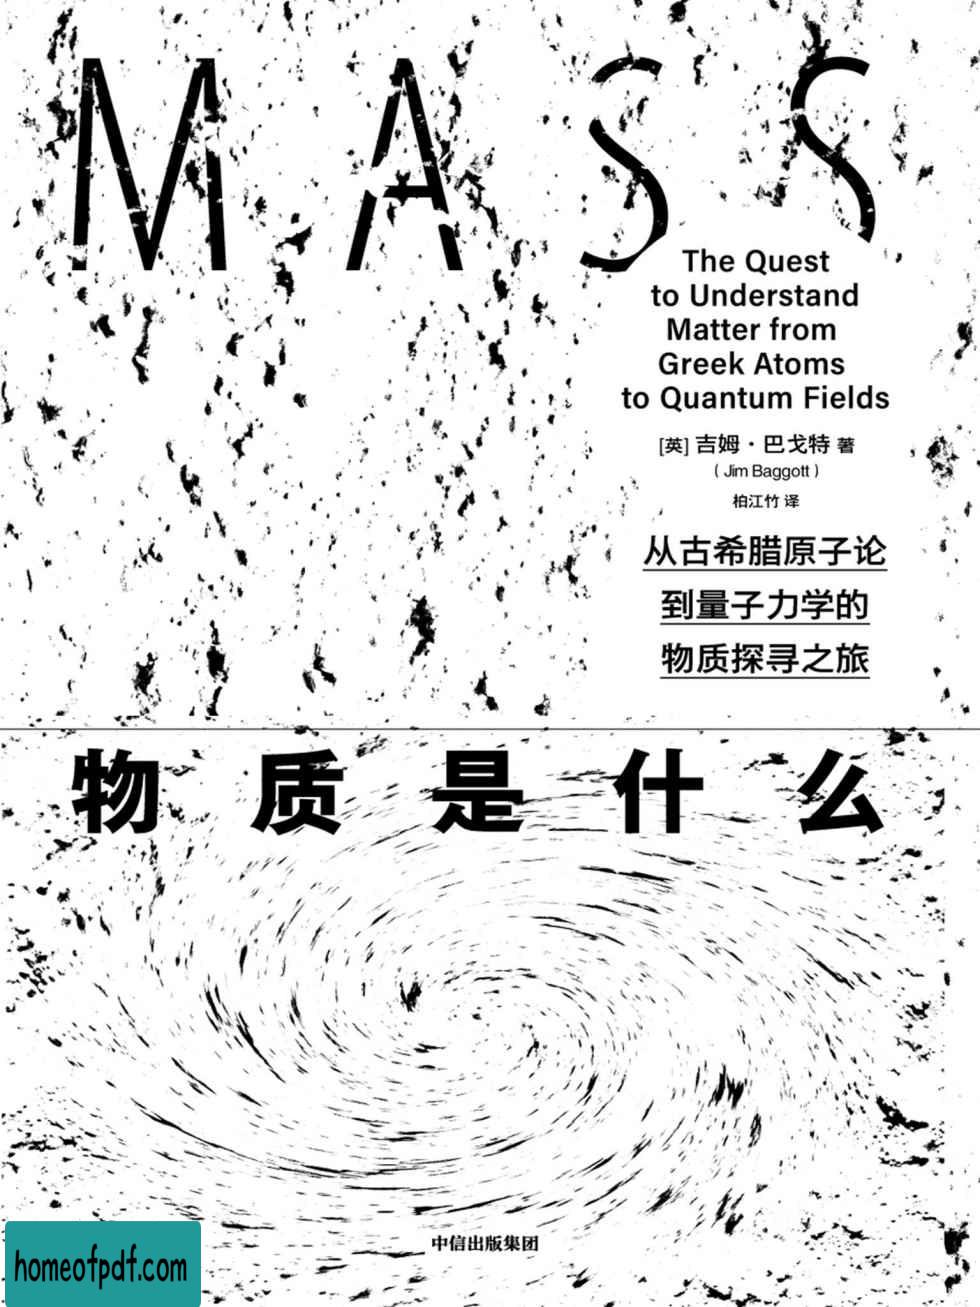 MASS
The Quest
to Understand
Matter from
Greek Atoms
to Quantum Fields
[英] 吉姆·巴戈特 著
(Jim Baggott)
柏江竹 译
从古希腊原子论
到量子力学的
物质探寻之旅
物质是什么
中信出版集团
homeofpdf.com